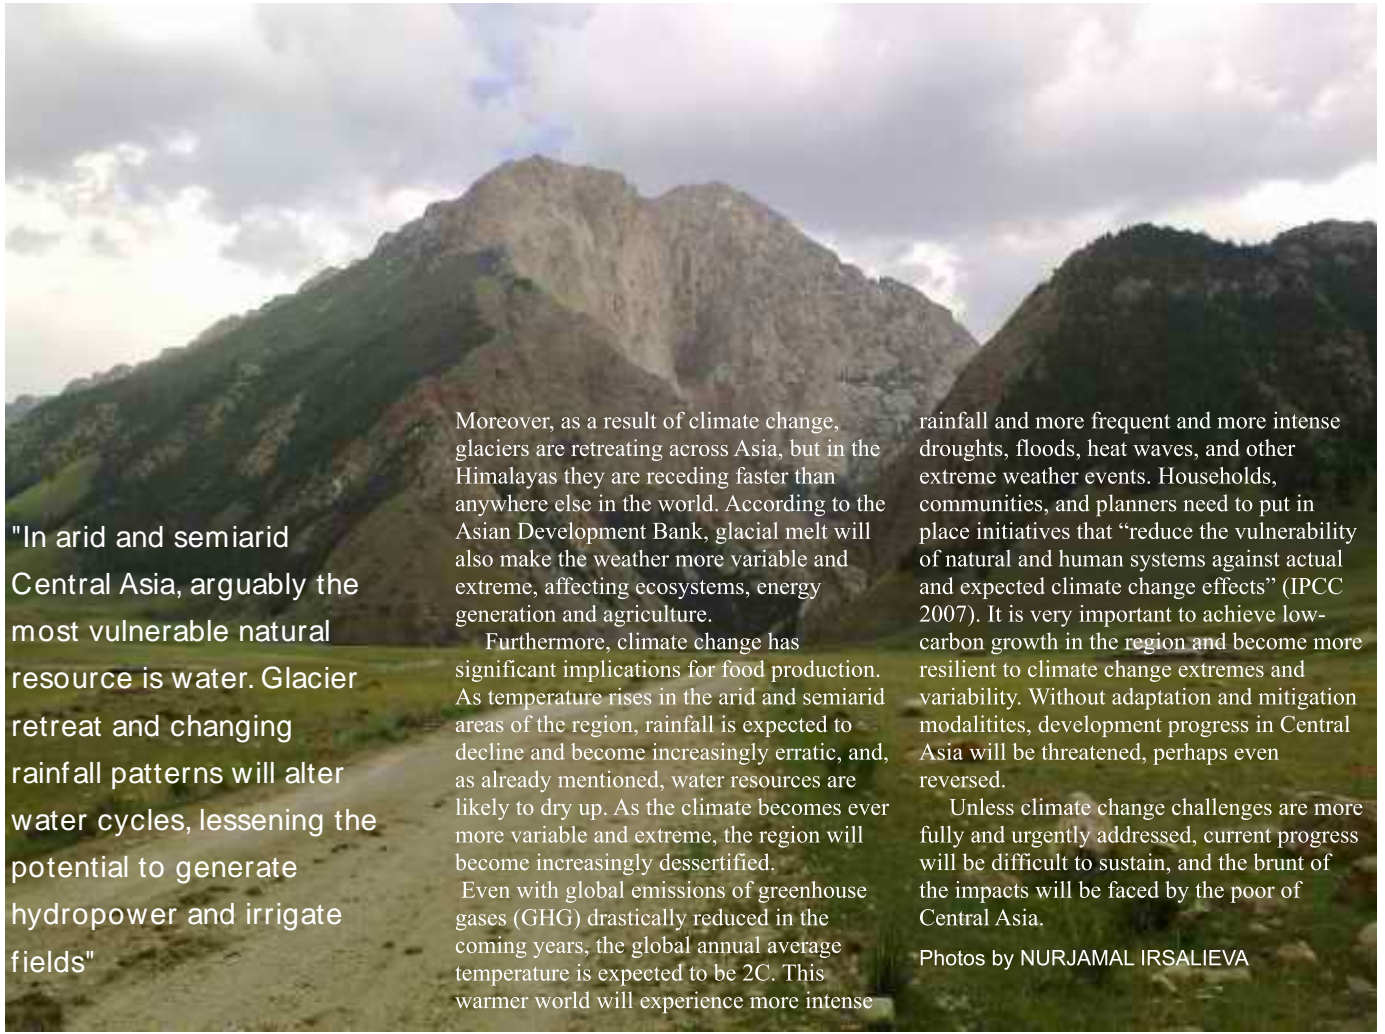 "In arid and semiarid
Central Asia, arguably the
most vulnerable natural
resource is water. Glacier
retreat and changing
rainfall patterns will alter
water cycles, lessening the
potential to generate
hydropower and irrigate
fields"
Moreover, as a result of climate change,
glaciers are retreating across Asia, but in the
Himalayas they are receding faster than
anywhere else in the world. According to the
Asian Development Bank, glacial melt will
also make the weather more variable and
extreme, affecting ecosystems, energy
generation and agriculture.
Furthermore, climate change has
significant implications for food production.
As temperature rises in the arid and semiarid
areas of the region, rainfall is expected to
decline and become increasingly erratic, and,
as already mentioned, water resources are
likely to dry up. As the climate becomes ever
more variable and extreme, the region will
become increasingly dessertified.
Even with global emissions of greenhouse
gases (GHG) drastically reduced in the
coming years, the global annual average
temperature is expected to be 2C. This
warmer world will experience more intense
rainfall and more frequent and more intense
droughts, floods, heat waves, and other
extreme weather events. Households,
communities, and planners need to put in
place initiatives that “reduce the vulnerability
of natural and human systems against actual
and expected climate change effects” (IPCC
2007). It is very important to achieve low-
carbon growth in the region and become more
resilient to climate change extremes and
variability. Without adaptation and mitigation
modalitites, development progress in Central
Asia will be threatened, perhaps even
reversed.
Unless climate change challenges are more
fully and urgently addressed, current progress
will be difficult to sustain, and the brunt of
the impacts will be faced by the poor of
Central Asia.
Photos by NURJAMAL IRSALIEVA